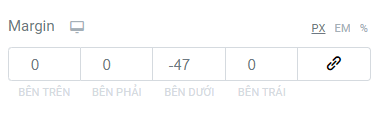 Margin PX EM %
0 0 -47 0
BÊN TRÊN BÊN PHẢI BÊN DƯỚI BÊN TRÁI